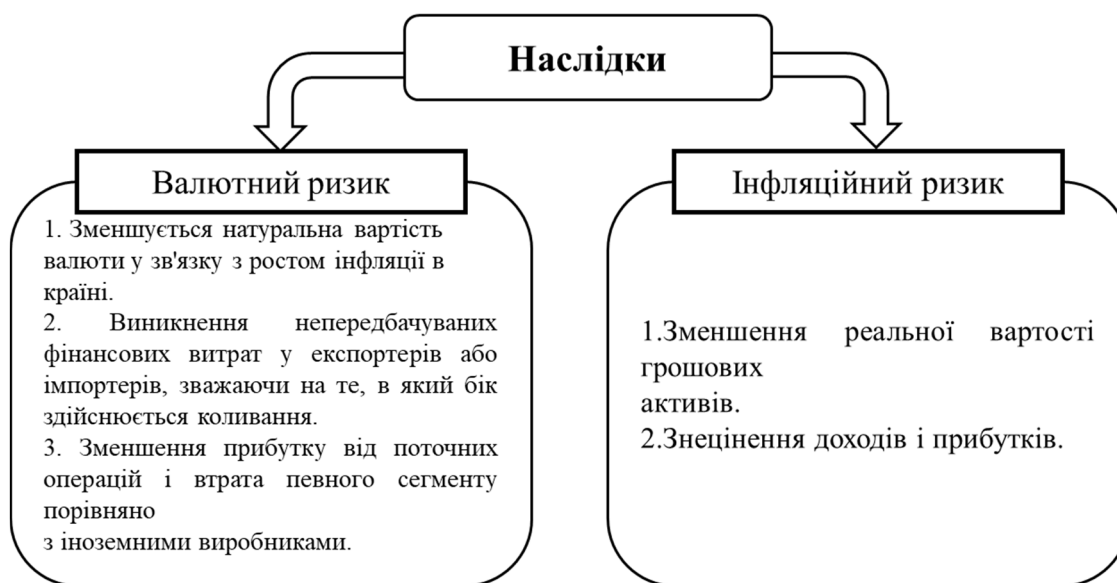 Наслідки
Валютний ризик
1. Зменшується натуральна вартість
валюти у зв'язку з ростом інфляції в
країні.
2. Виникнення непередбачуваних
фінансових витрат у експортерів або
імпортерів, зважаючи на те, в який бік
здійснюється коливання.
3. Зменшення прибутку від поточних
операцій і втрата певного сегменту
порівняно
з іноземними виробниками.
Інфляційний ризик
1.Зменшення реальної вартості
грошових
активів.
2.Знецінення доходів і прибутків.